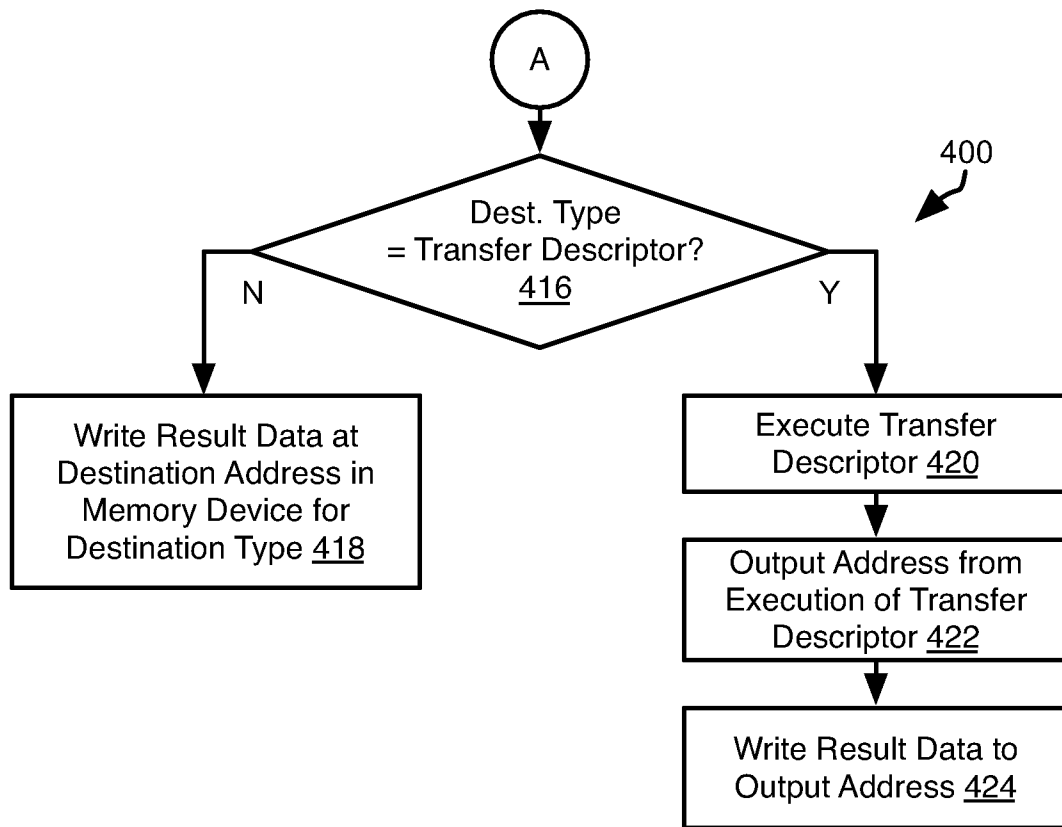 A
400
Dest. Type
= Transfer Descriptor?
416
N
Y
Write Result Data at
Destination Address in
Memory Device for
Destination Type 418
Execute Transfer
Descriptor 420
Output Address from
Execution of Transfer
Descriptor 422
Write Result Data to
Output Address 424